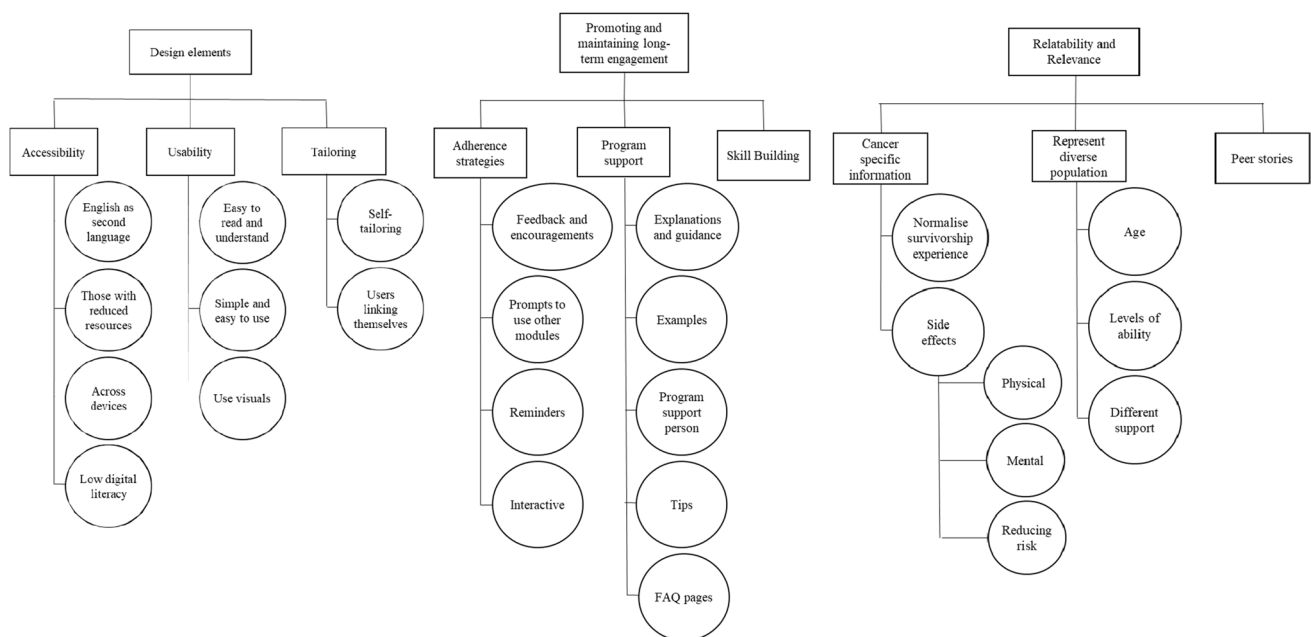 Design elements
Accessibility
English as
second
language
Those with
reduced
resources
Across
devices
Low digital
literacy
Usability
Easy to
read and
understand
Simple and
easy to use
Use visuals
Tailoring
Self-
tailoring
Users
linking
themselves
Promoting and
maintaining long-
term engagement
Adherence
strategies
Feedback and
encouragements
Prompts to
use other
modules
Reminders
Interactive
Program
support
Explanations
and guidance
Examples
Program
support
person
Tips
FAQ pages
Skill Building
Relatability and
Relevance
Cancer
specific
information
Normalise
survivorship
experience
Side
effects
Physical
Mental
Reducing
risk
Represent
diverse
population
Age
Levels of
ability
Different
support
Peer stories